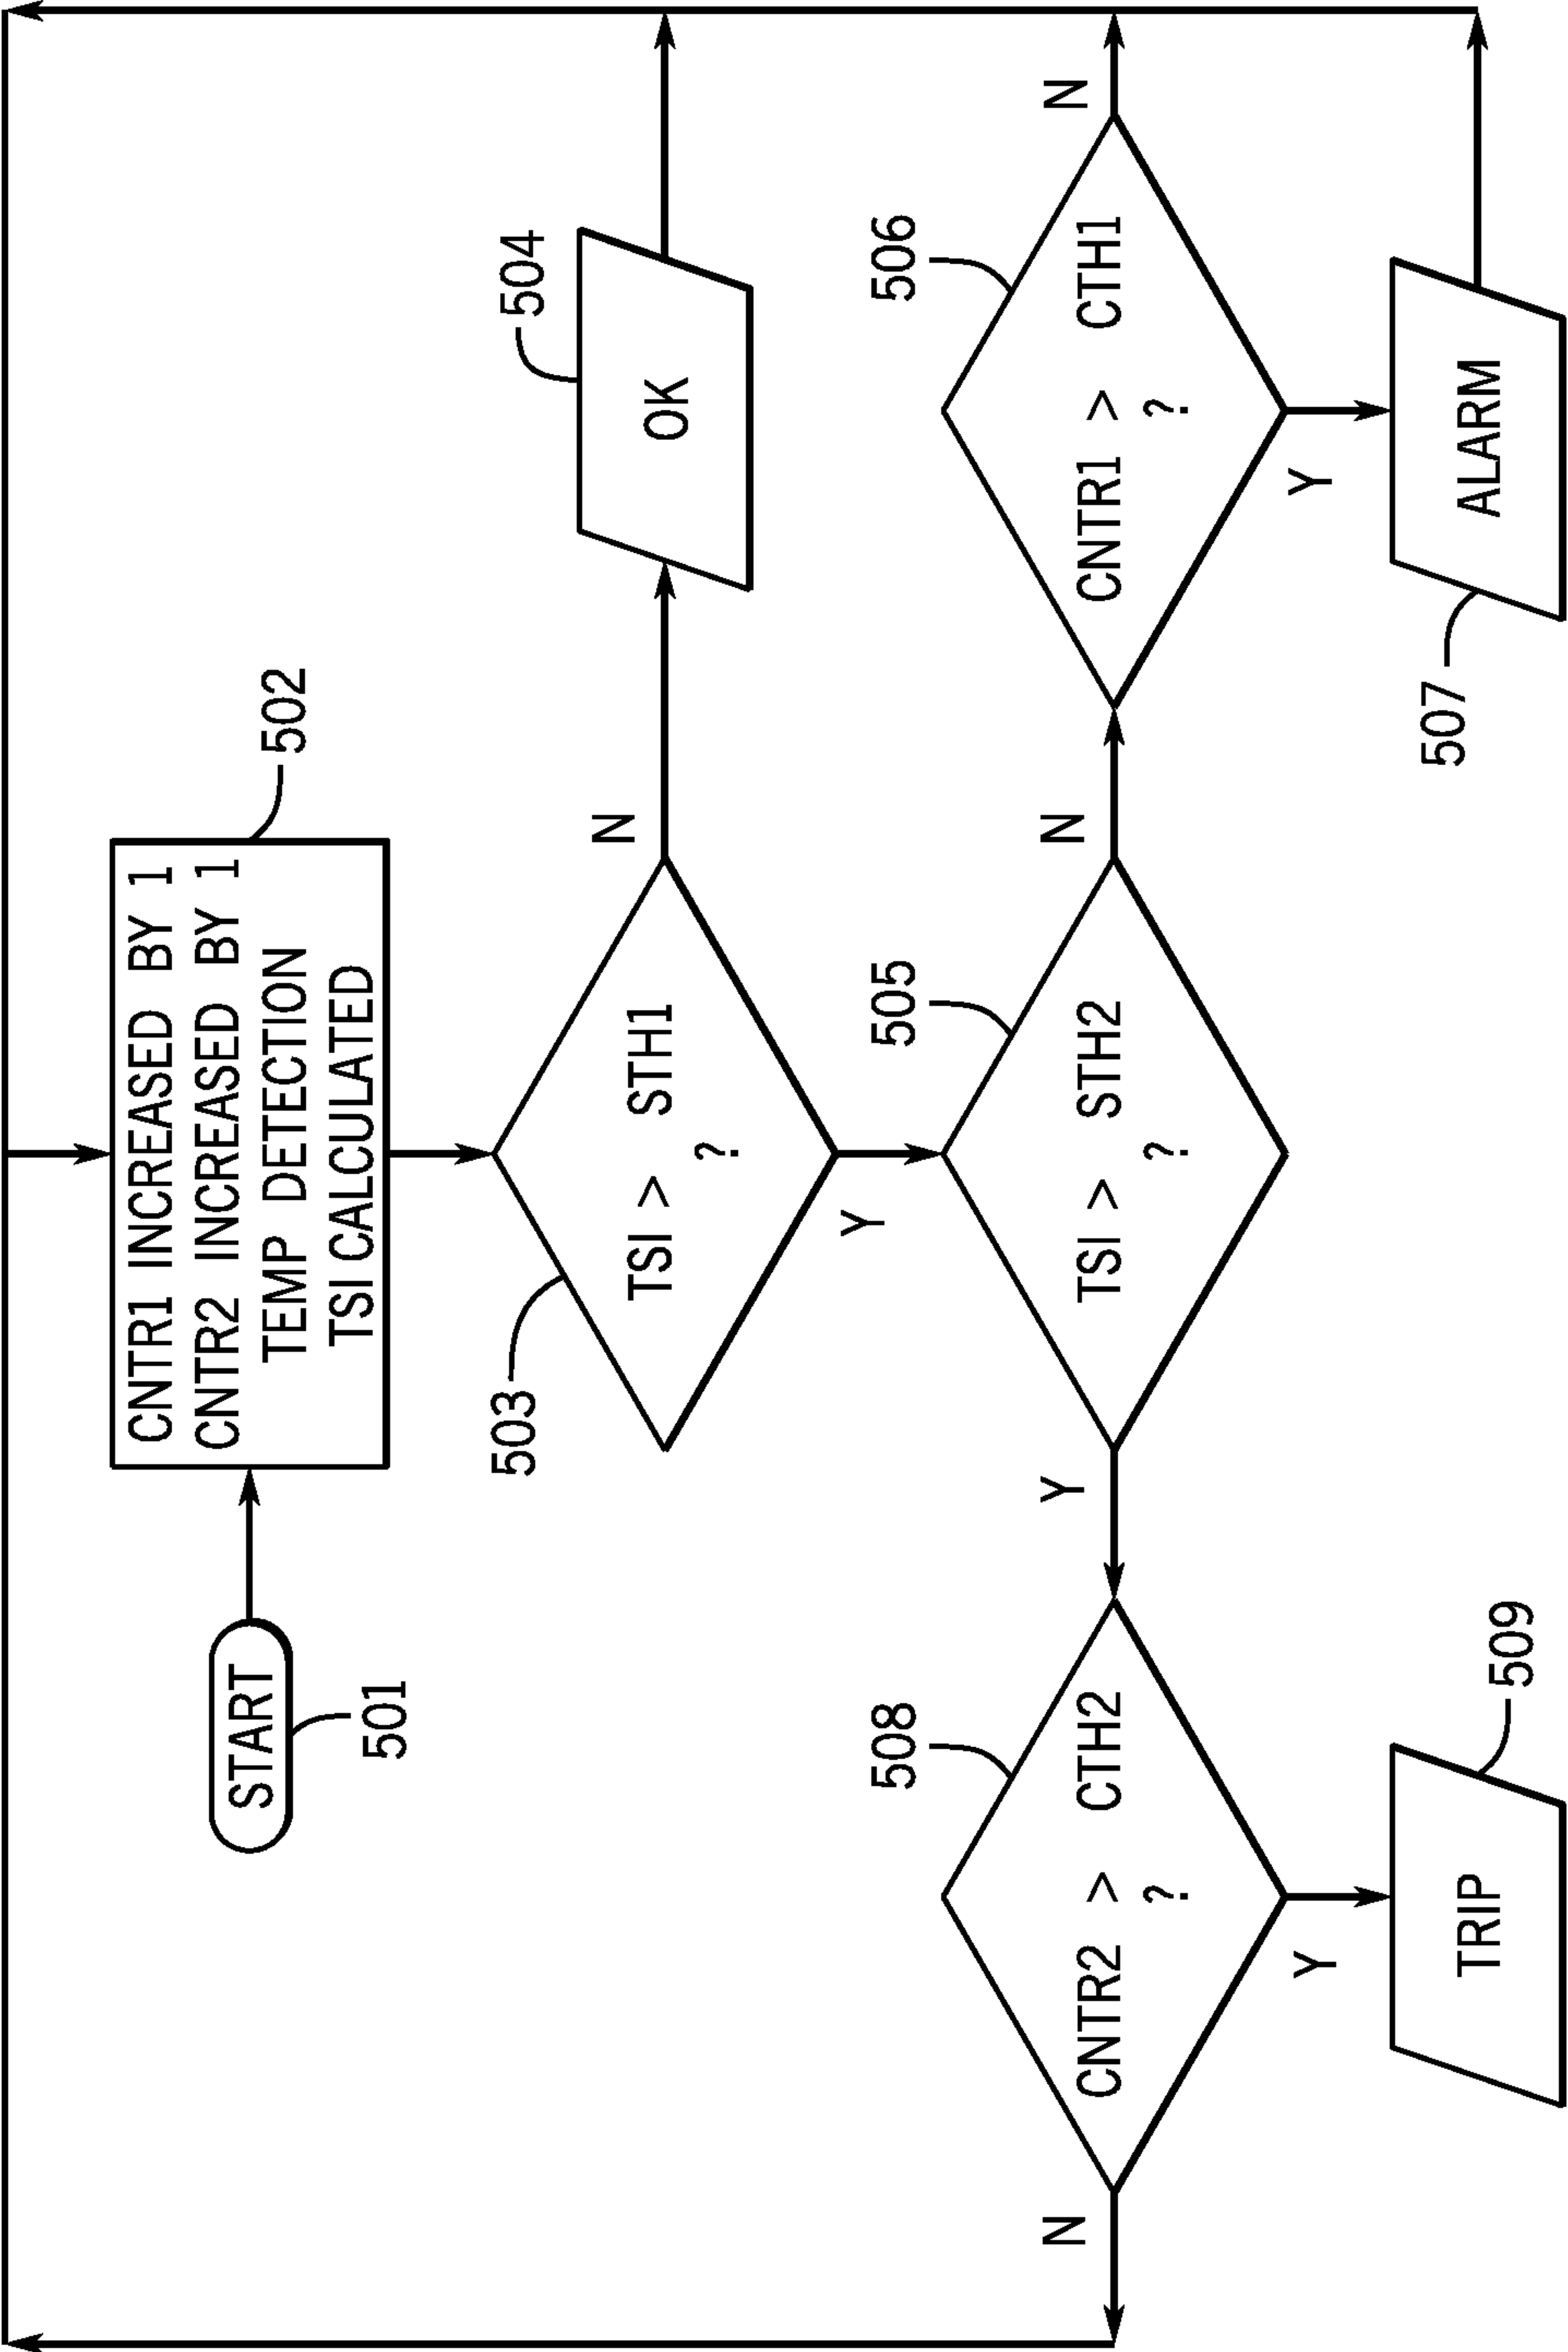 START
501
CNTR1 INCREASED BY 1
CNTR2 INCREASED BY 1
TEMP DETECTION
TSI CALCULATED
502
503
TSI > STH1
?
N
Y
OK
504
505
TSI > STH2
?
Y
N
508
CNTR2 > CTH2
?
N
Y
506
CNTR1 > CTH1
?
N
Y
TRIP
509
507
ALARM